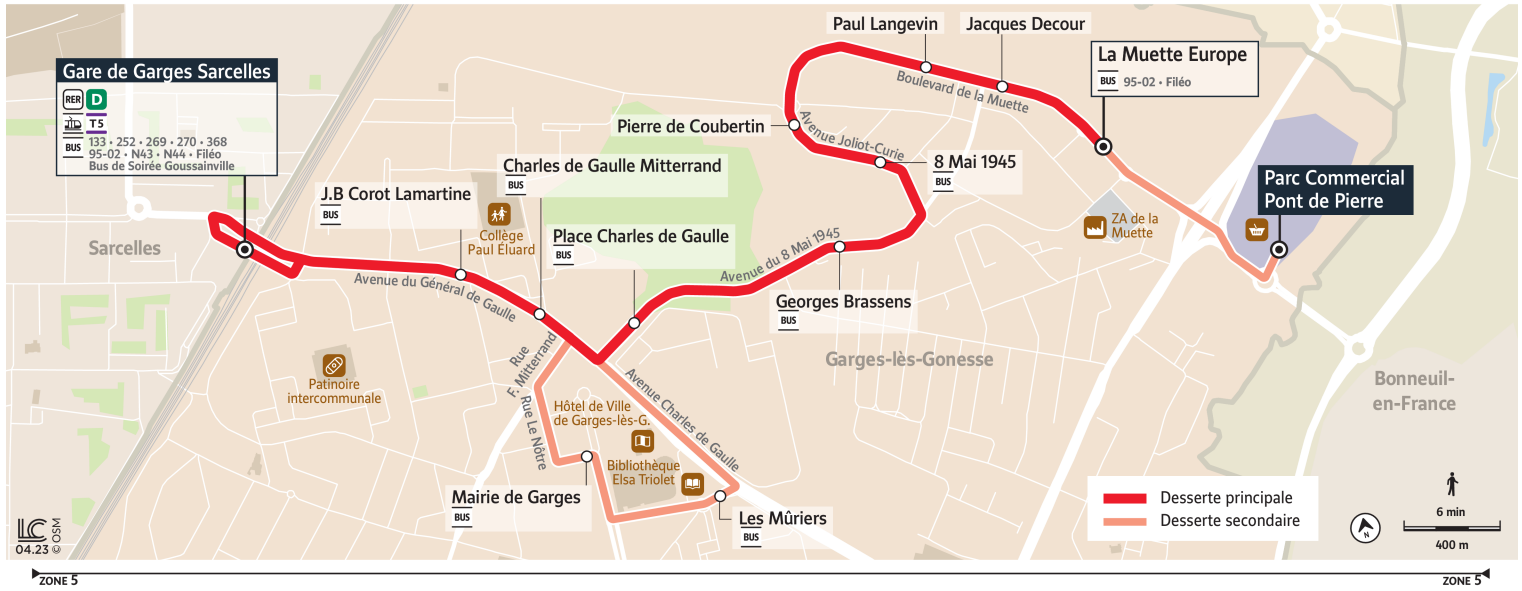 Paul Langevin
Jacques Decour
La Muette Europe
BUS 95-02 • Filéo
Boulevard de la Muette
Gare de Garges Sarcelles
RER D
T5
BUS 133 • 252 • 269 • 270 • 368
95-02 • N43 • N44 • Filéo
Bus de Soirée Goussainville
Pierre de Coubertin
Avenue Joliot-Curie
8 Mai 1945
BUS
Charles de Gaulle Mitterrand
BUS
J.B Corot Lamartine
BUS
Parc Commercial
Pont de Pierre
Collège
Paul Éluard
Place Charles de Gaulle
BUS
ZA de la
Muette
Sarcelles
Avenue du 8 Mai 1945
Avenue du Général de Gaulle
Georges Brassens
BUS
Garges-lès-Gonesse
Rue
F. Mitterrand
Patinoire
intercommunale
Avenue Charles de Gaulle
Bonneuil-
en-France
Rue Le Nôtre
Hôtel de Ville
de Garges-lès-G.
Bibliothèque
Elsa Triolet
Mairie de Garges
BUS
Les Mûriers
BUS
Desserte principale
Desserte secondaire
N
6 min
400 m
LC
04.23 © OSM
ZONE 5
ZONE 5